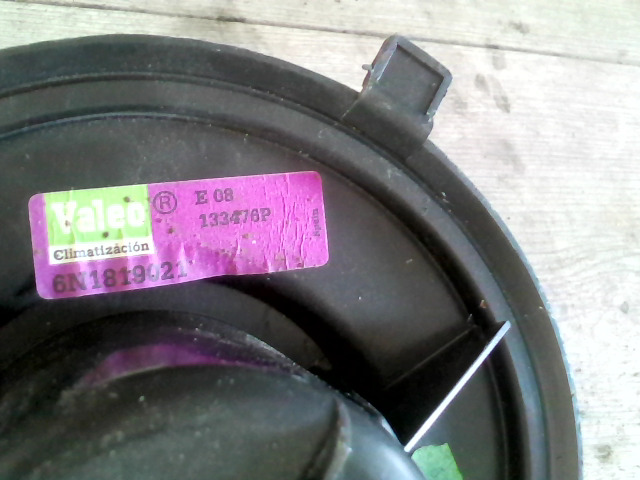 Valeo ®
E 08
133476P
Climatización
6N1819021